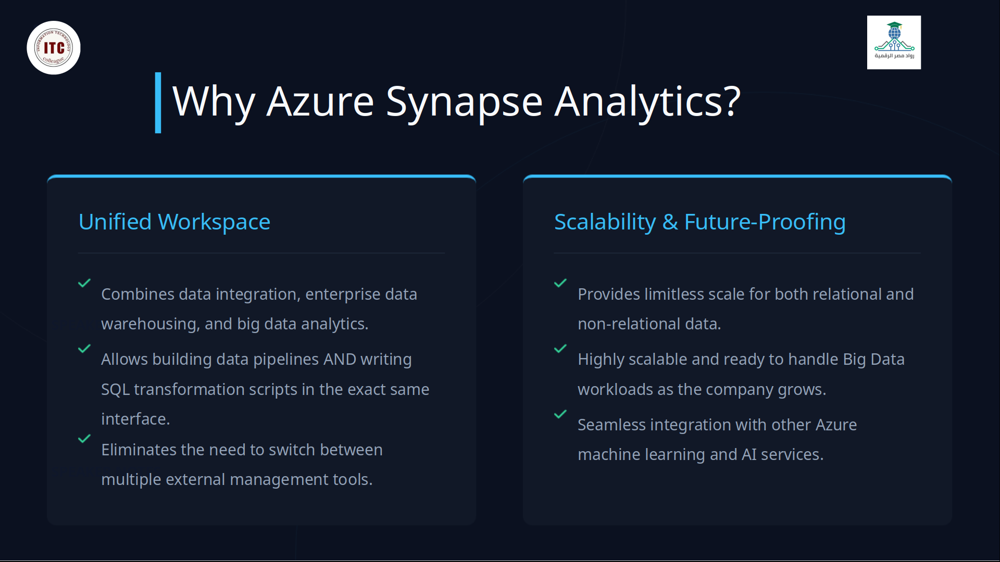 INFORMATION TECHNOLOGY
ITC
colleague
رواد مصر الرقمية
Why Azure Synapse Analytics?
Unified Workspace
Combines data integration, enterprise data
warehousing, and big data analytics.
Allows building data pipelines AND writing
SQL transformation scripts in the exact same
interface.
Eliminates the need to switch between
multiple external management tools.
Scalability & Future-Proofing
Provides limitless scale for both relational and
non-relational data.
Highly scalable and ready to handle Big Data
workloads as the company grows.
Seamless integration with other Azure
machine learning and AI services.